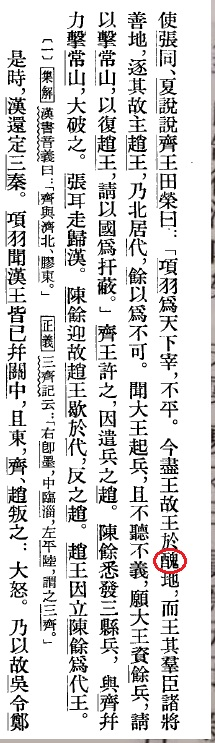 使張同、夏說說齊王田榮曰：「項羽爲天下宰，不平。今盡王故王於醜地，而王其羣臣諸將
善地，逐其故主趙王，乃北居代，餘以爲不可。聞大王起兵，且不聽不義，願大王資餘兵，請
以擊常山，以復趙王，請以國爲扞蔽。」齊王許之，因遣兵之趙。陳餘悉發三縣兵，與齊幷
力擊常山，大破之。張耳走歸漢。陳餘迎故趙王歇於代，反之趙。趙王因立陳餘爲代王。
〔一〕集解漢書音義曰：「齊與濟北、膠東。」正義三齊記云：「右卽墨，中臨淄，左平陸，謂之三齊。」
是時，漢還定三秦。項羽聞漢王皆已幷關中，且東，齊、趙叛之：大怒。乃以故吳令鄭